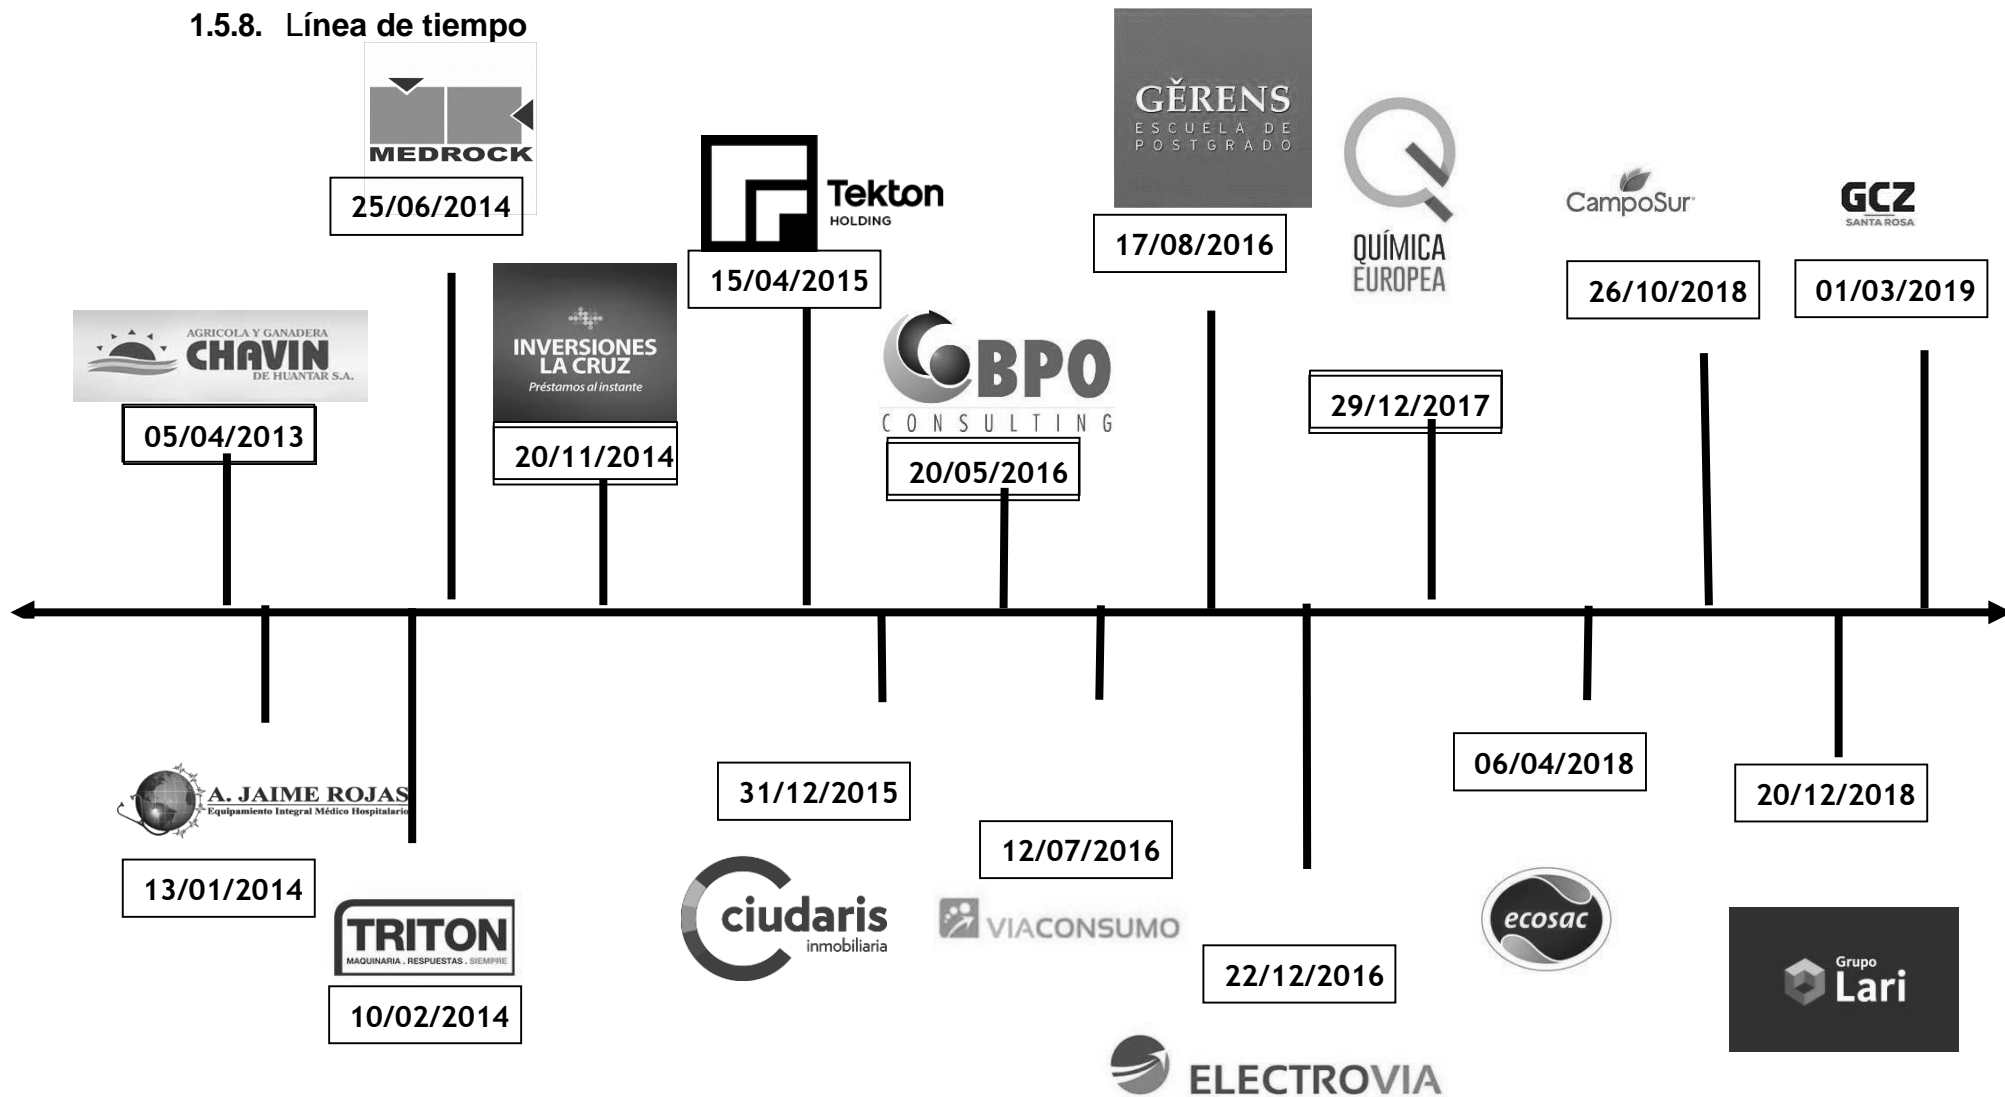 1.5.8. Línea de tiempo
MEDROCK
25/06/2014
GĚRENS
ESCUELA DE
POSTGRADO
17/08/2016
Tekton
HOLDING
15/04/2015
QUÍMICA
EUROPEA
29/12/2017
CampoSur
26/10/2018
GCZ
SANTA ROSA
01/03/2019
AGRICOLA Y GANADERA
CHAVIN
DE HUANTAR S.A.
05/04/2013
INVERSIONES
LA CRUZ
Préstamos al instante
20/11/2014
BPO
CONSULTING
20/05/2016
A. JAIME ROJAS
Equipamiento Integral Médico Hospitalario
13/01/2014
TRITON
MAQUINARIA . RESPUESTAS . SIEMPRE
10/02/2014
31/12/2015
ciudaris
inmobiliaria
12/07/2016
VIACONSUMO
22/12/2016
ELECTROVIA
06/04/2018
ecosac
20/12/2018
Grupo
Lari